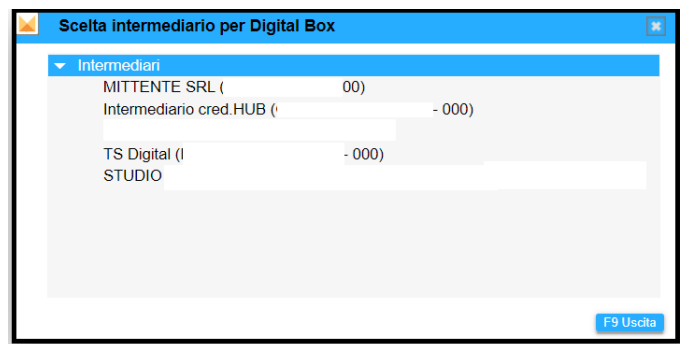 Scelta intermediario per Digital Box
Intermediari
MITTENTE SRL ( 00)
Intermediario cred.HUB ( - 000)
TS Digital ( - 000)
STUDIO
F9 Uscita